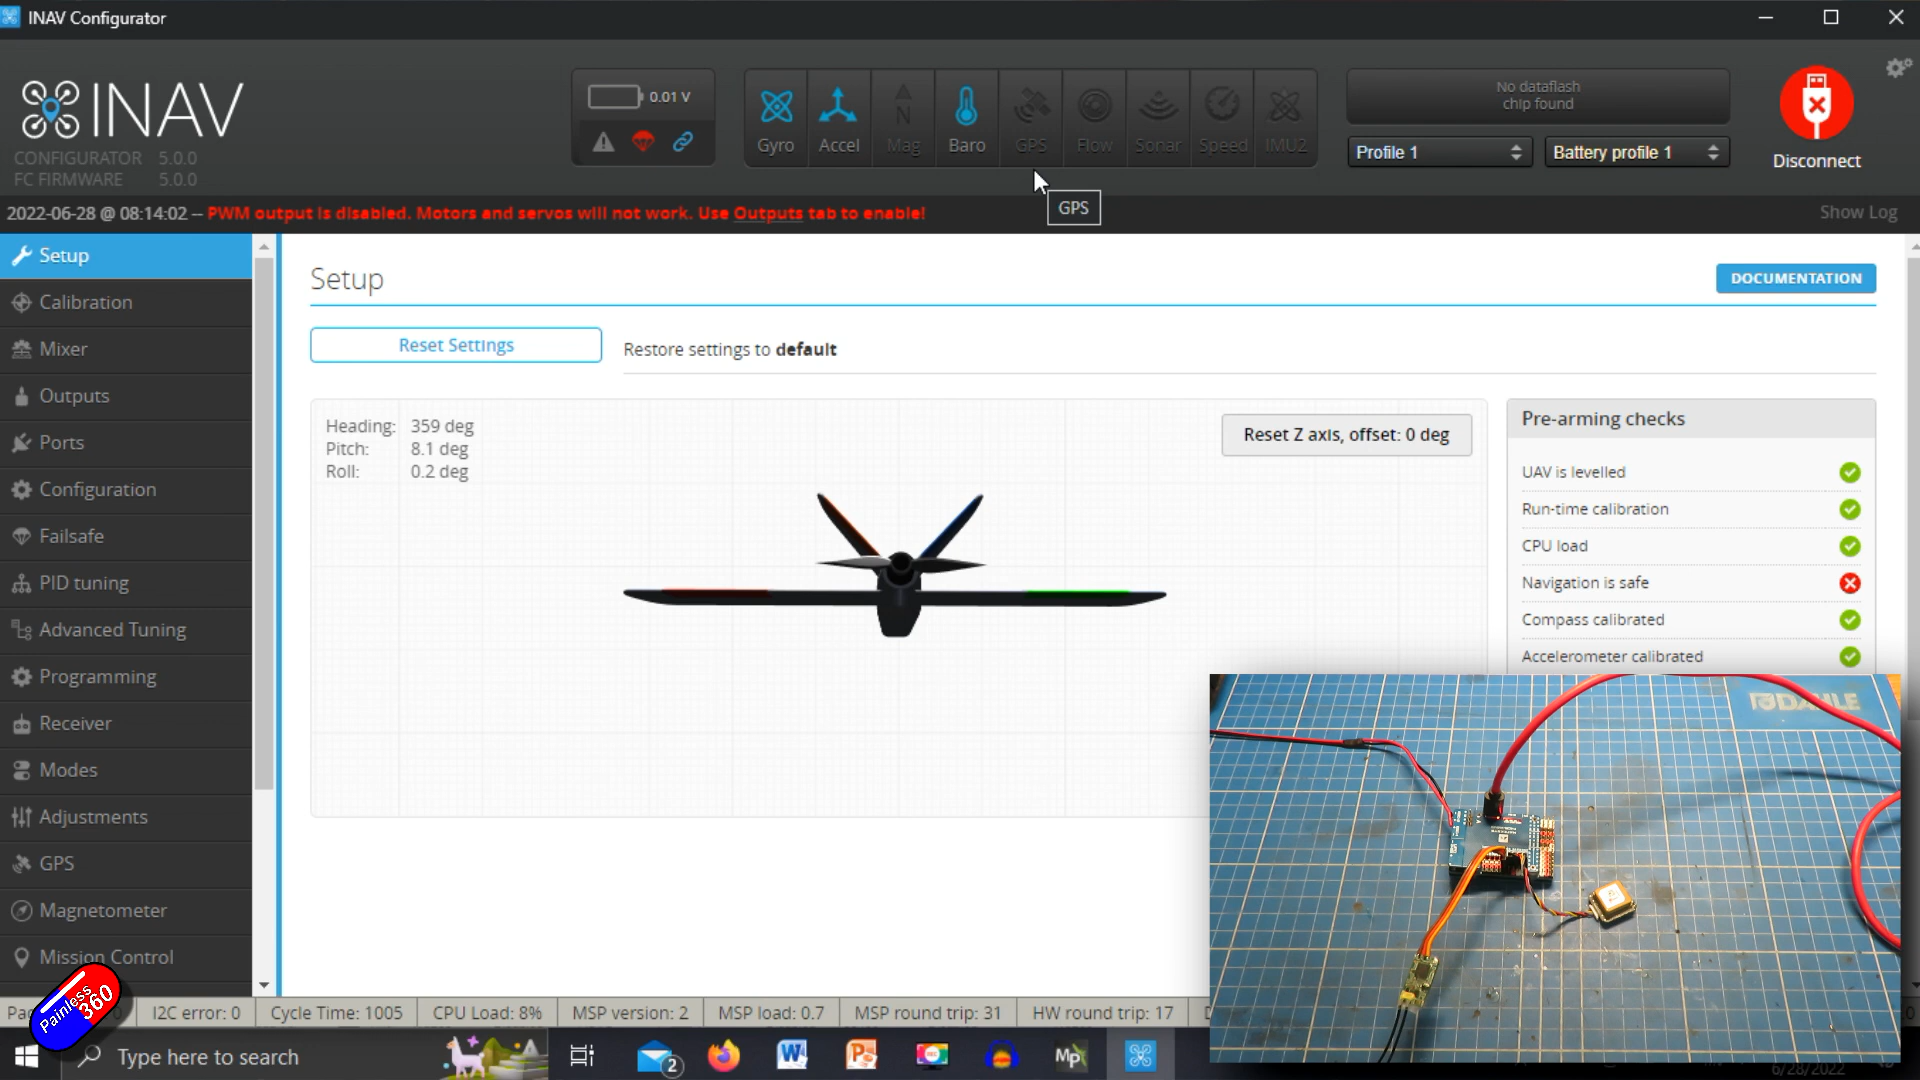 INAV Configurator
INAV
CONFIGURATOR 5.0.0
FC FIRMWARE 5.0.0
0.01 V
Gyro
Accel
N
Mag
Baro
GPS
Flow
Sonar
Speed
IMU2
No dataflash
chip found
Profile 1
Battery profile 1
Disconnect
GPS
2022-06-28 @ 08:14:02 -- PWM output is disabled. Motors and servos will not work. Use Outputs tab to enable!
Show Log
Setup
Calibration
Mixer
Outputs
Ports
Configuration
Failsafe
PID tuning
Advanced Tuning
Programming
Receiver
Modes
Adjustments
GPS
Magnetometer
Mission Control
Setup
DOCUMENTATION
Reset Settings
Restore settings to default
Heading: 359 deg
Pitch: 8.1 deg
Roll: 0.2 deg
Reset Z axis, offset: 0 deg
Pre-arming checks
UAV is levelled
Run-time calibration
CPU load
Navigation is safe
Compass calibrated
Accelerometer calibrated
DAHLE
Painless
360
I2C error: 0
Cycle Time: 1005
CPU Load: 8%
MSP version: 2
MSP load: 0.7
MSP round trip: 31
HW round trip: 17
Type here to search
2
W
P
REC
Mp
6/28/2022